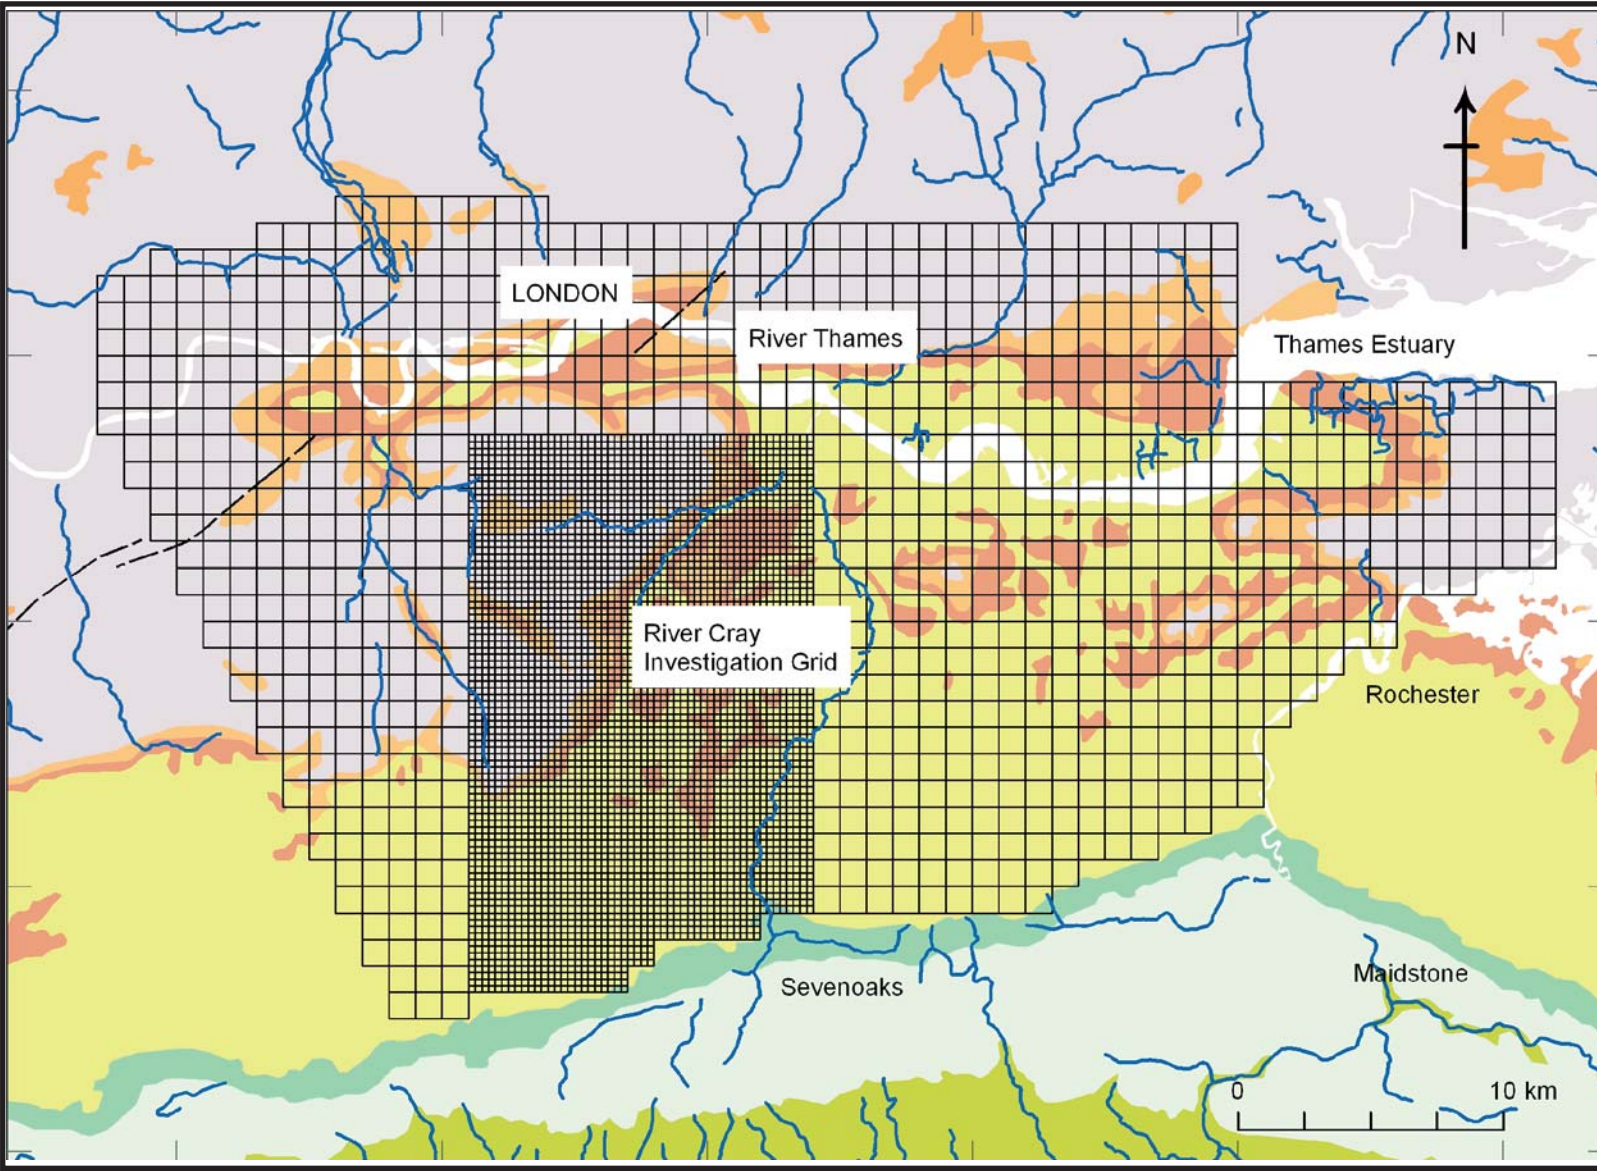 N
LONDON
River Thames
Thames Estuary
River Cray
Investigation Grid
Rochester
Maidstone
Sevenoaks
0
10 km